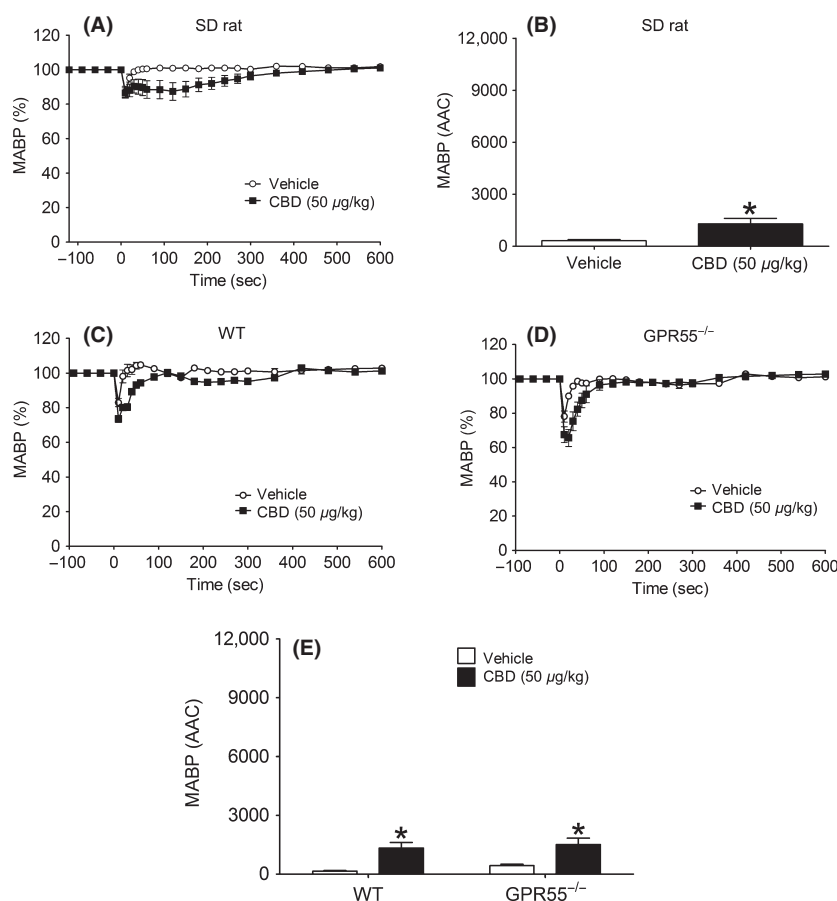 (A)
SD rat
120
100
80
60
40
20
0
MABP (%)
Vehicle
CBD (50 µg/kg)
−100 0 100 200 300 400 500 600
Time (sec)
(B)
SD rat
12,000
9000
6000
3000
0
MABP (AAC)
*
Vehicle CBD (50 µg/kg)
(C)
WT
120
100
80
60
40
20
0
MABP (%)
Vehicle
CBD (50 µg/kg)
−100 0 100 200 300 400 500 600
Time (sec)
(D)
GPR55−/−
120
100
80
60
40
20
0
MABP (%)
Vehicle
CBD (50 µg/kg)
−100 0 100 200 300 400 500 600
Time (sec)
(E)
12,000
9000
6000
3000
0
MABP (AAC)
Vehicle
CBD (50 µg/kg)
* *
WT GPR55−/−